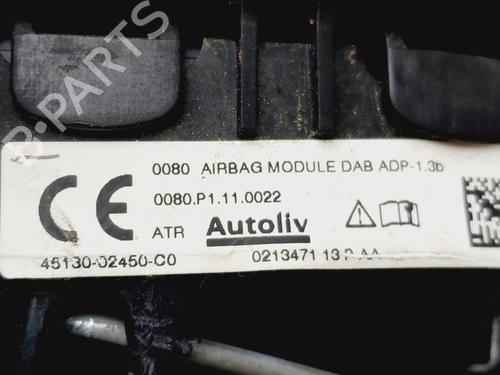 B-PARTS
0080 AIRBAG MODULE DAB ADP-1.3b
CE 0080.P1.11.0022
ATR Autoliv
45130-02450-C0 0213471 13